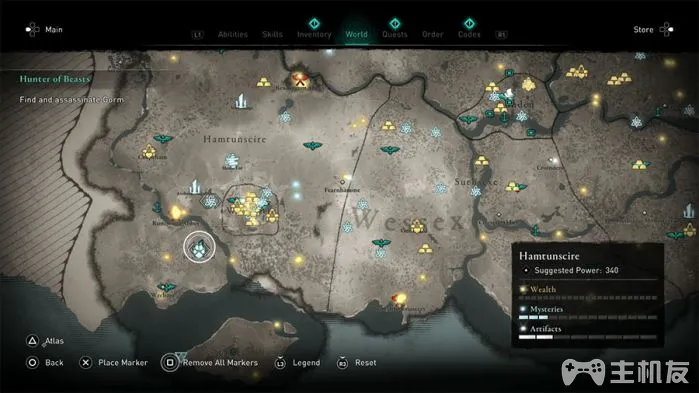 Main
L1
Abilities
Skills
Inventory
World
Quests
Order
Codex
R1
Store
Hunter of Beasts
Find and assassinate Gorm
Hamtunscire
Fearnhamme
Wessex
Hamtunscire
Suggested Power: 340
Wealth
Mysteries
Artifacts
Atlas
Back
Place Marker
Remove All Markers
L3
Legend
R3
Reset
主机友